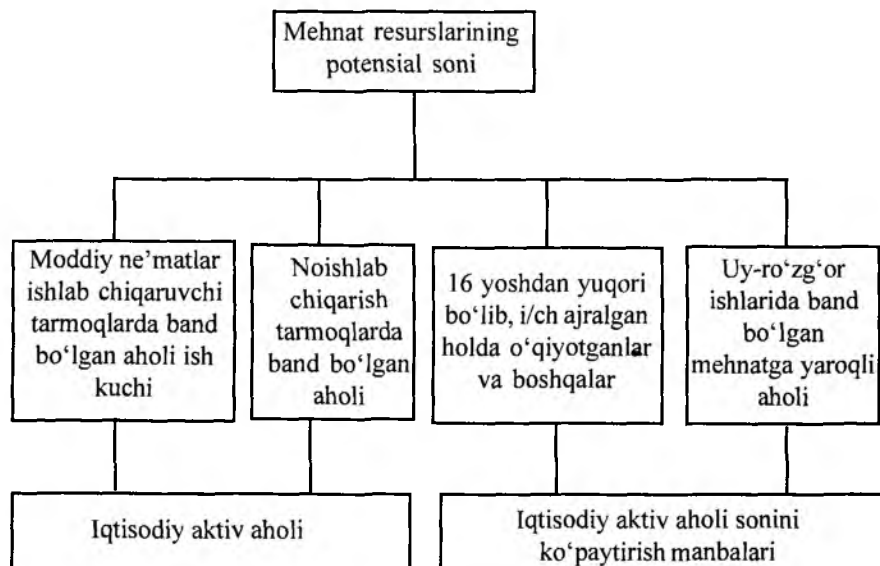 Mehnat resurslarining
potensial soni
Moddiy ne’matlar
ishlab chiqaruvchi
tarmoqlarda band
bo‘lgan aholi ish
kuchi
Noishlab
chiqarish
tarmoqlarda
band bo‘lgan
aholi
16 yoshdan yuqori
bo‘lib, i/ch ajralgan
holda o‘qiyotganlar
va boshqalar
Uy-ro‘zg‘or
ishlarida band
bo‘lgan
mehnatga yaroqli
aholi
Iqtisodiy aktiv aholi
Iqtisodiy aktiv aholi sonini
ko‘paytirish manbalari